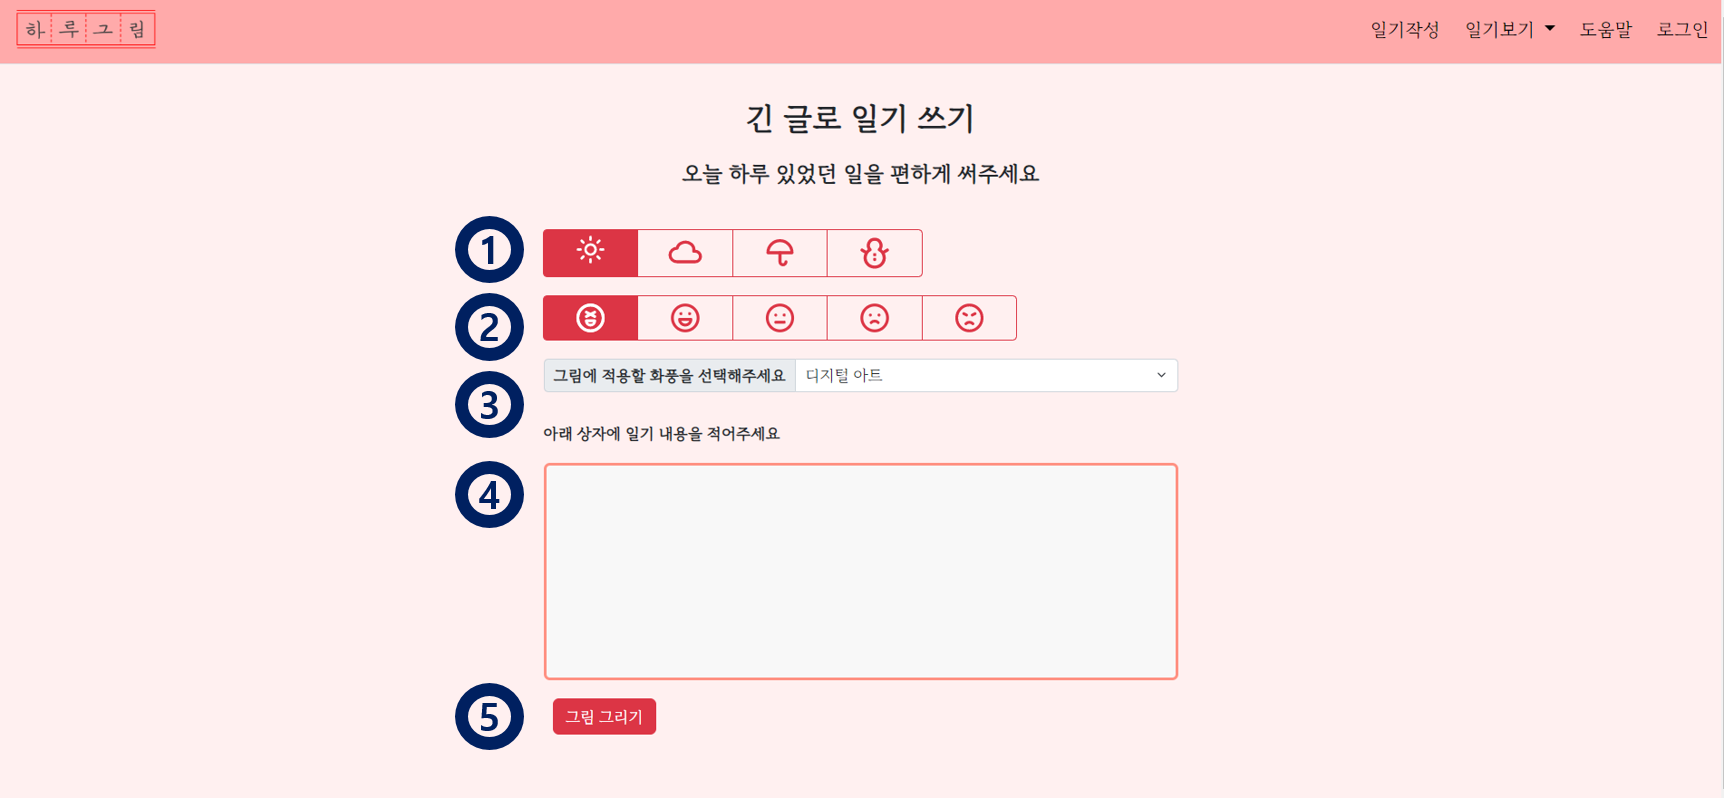 하루그림
일기작성 일기보기 도움말 로그인
긴 글로 일기 쓰기
오늘 하루 있었던 일을 편하게 써주세요
1
2
그림에 적용할 화풍을 선택해주세요 디지털 아트
3
아래 상자에 일기 내용을 적어주세요
4
5 그림 그리기